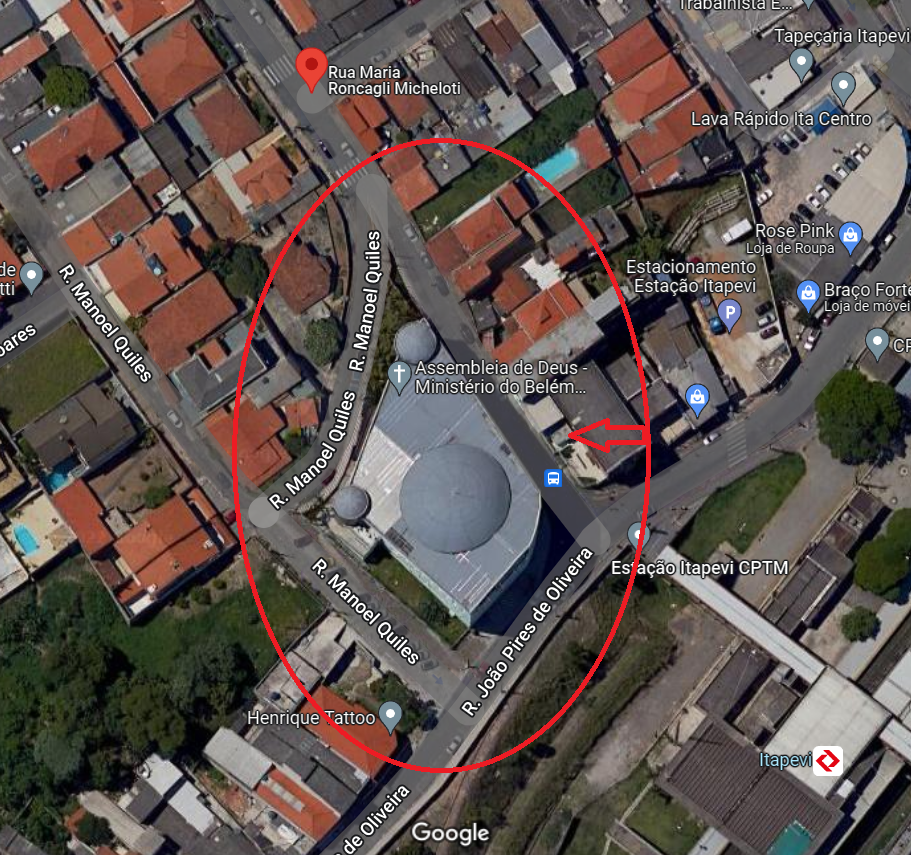 Trabalhista E...
Tapeçaria Itapevi
Rua Maria
Roncagli Micheloti
Lava Rápido Ita Centro
Rose Pink
Loja de Roupa
de
tti
R. Manoel Quiles
R. Manoel Quiles
Estacionamento
Estação Itapevi
P
Braço Forte
Loja de móvei
oares
CP
Assembleia de Deus -
Ministério do Belém...
R. Manoel Quiles
R. Manoel Quiles
Estação Itapevi CPTM
R. João Pires de Oliveira
Henrique Tattoo
Itapevi
de Oliveira
Google